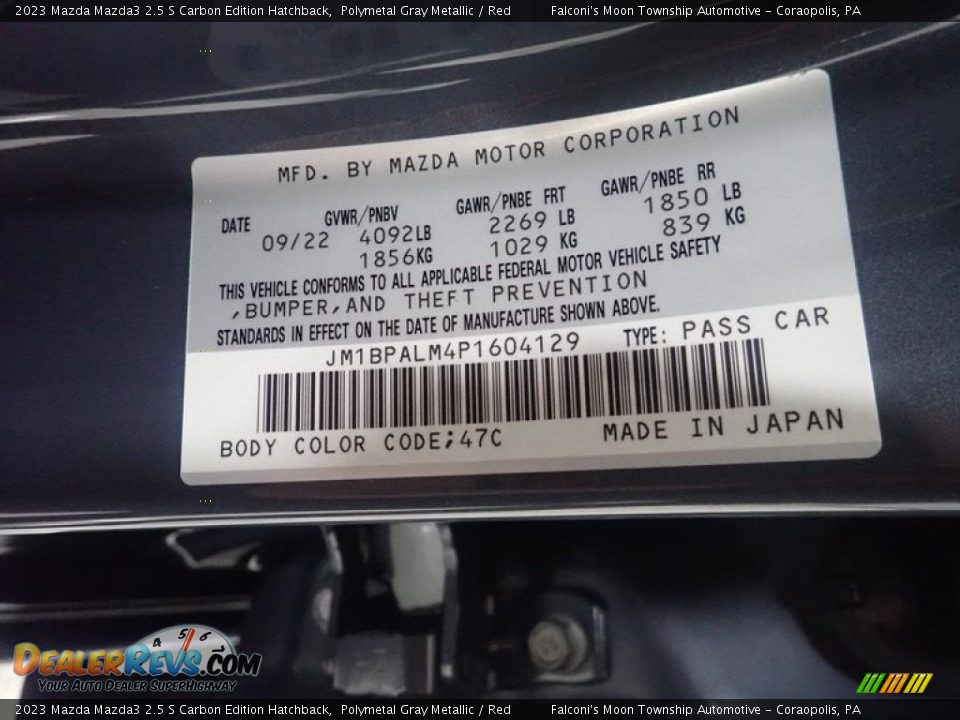 2023 Mazda Mazda3 2.5 S Carbon Edition Hatchback, Polymetal Gray Metallic / Red Falconi's Moon Township Automotive - Coraopolis, PA
MFD. BY MAZDA MOTOR CORPORATION
DATE GVWR/PNBV GAWR/PNBE FRT GAWR/PNBE RR
09/22 4092LB 2269 LB 1850 LB
1856KG 1029 KG 839 KG
THIS VEHICLE CONFORMS TO ALL APPLICABLE FEDERAL MOTOR VEHICLE SAFETY
,BUMPER,AND THEFT PREVENTION
STANDARDS IN EFFECT ON THE DATE OF MANUFACTURE SHOWN ABOVE.
JM1BPALM4P1604129 TYPE: PASS CAR
BODY COLOR CODE;47C MADE IN JAPAN
4 5 6
DEALERREVS.COM
YOUR AUTO DEALER SUPERHIGHWAY
2023 Mazda Mazda3 2.5 S Carbon Edition Hatchback, Polymetal Gray Metallic / Red Falconi's Moon Township Automotive - Coraopolis, PA